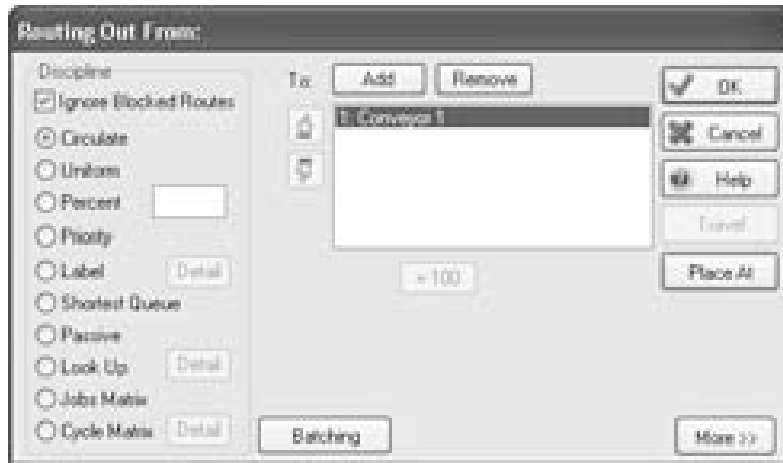 Routing Out From:
Discipline
Ignore Blocked Routes
Circulate
Uniform
Percent
Priority
Label
Detail
Shortest Queue
Passive
Look Up
Detail
Jobs Matrix
Cycle Matrix
Detail
To:
Add
Remove
1: Conveyor 1
÷ 100
Batching
OK
Cancel
Help
Travel
Place At
More >>